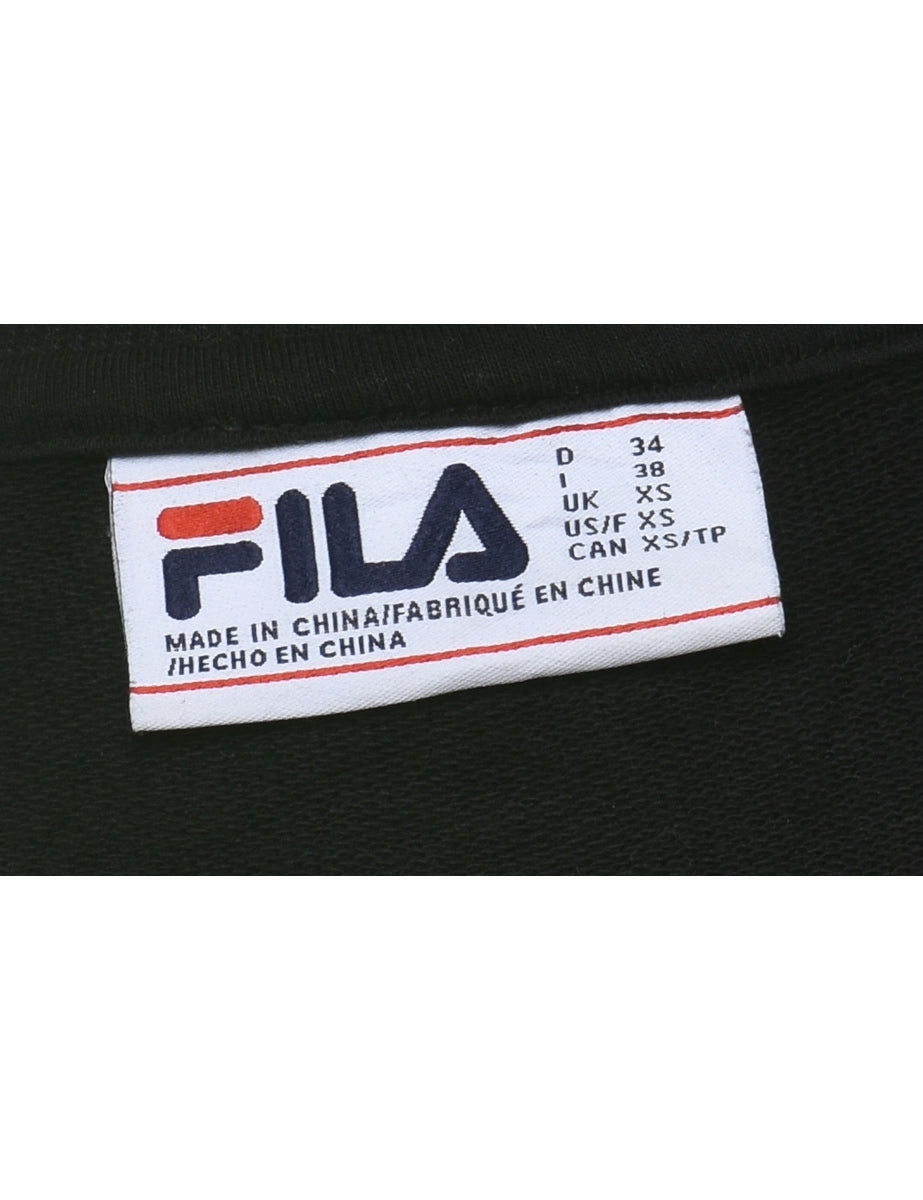 FILA
D 34
I 38
UK XS
US/F XS
CAN XS/TP
MADE IN CHINA/FABRIQUÉ EN CHINE
/HECHO EN CHINA